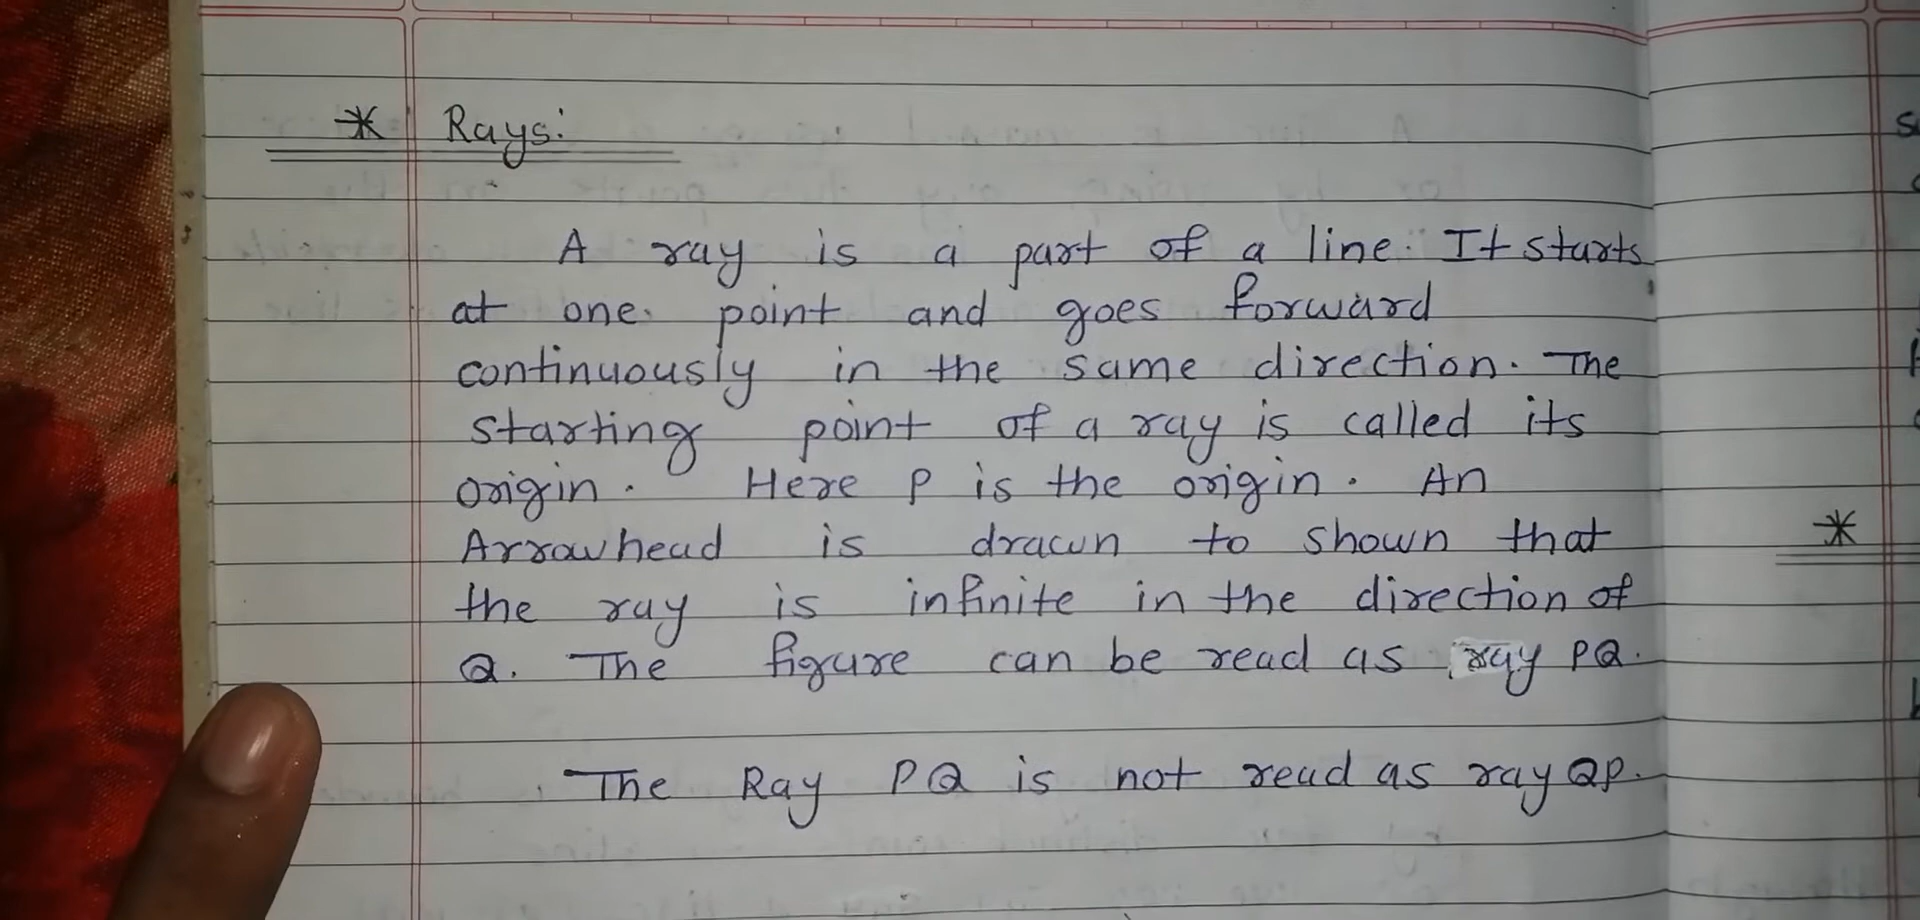 * Rays:
A ray is a part of a line. It starts
at one point and goes forward
continuously in the same direction. The
starting point of a ray is called its
origin. Here P is the origin. An
Arrowhead is drawn to shown that
the ray is infinite in the direction of
Q. The figure can be read as ray PQ.
The Ray PQ is not read as ray QP.
*